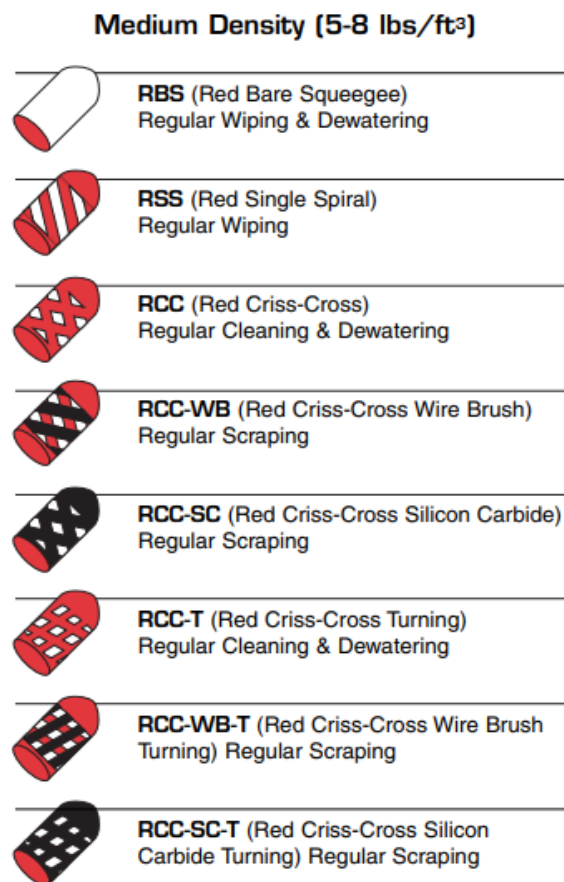 Medium Density (5-8 lbs/ft³)
RBS (Red Bare Squeegee)
Regular Wiping & Dewatering
RSS (Red Single Spiral)
Regular Wiping
RCC (Red Criss-Cross)
Regular Cleaning & Dewatering
RCC-WB (Red Criss-Cross Wire Brush)
Regular Scraping
RCC-SC (Red Criss-Cross Silicon Carbide)
Regular Scraping
RCC-T (Red Criss-Cross Turning)
Regular Cleaning & Dewatering
RCC-WB-T (Red Criss-Cross Wire Brush
Turning) Regular Scraping
RCC-SC-T (Red Criss-Cross Silicon
Carbide Turning) Regular Scraping